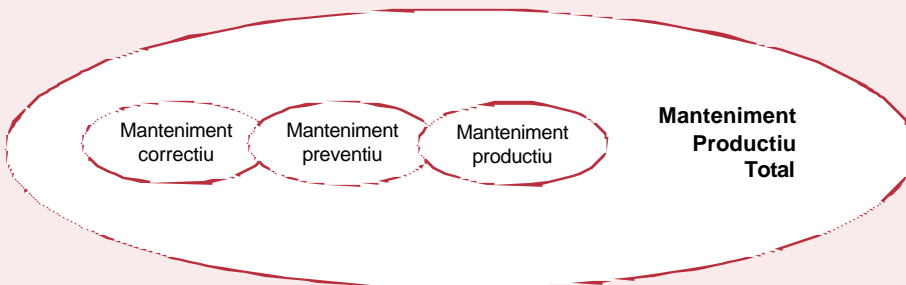 Manteniment
correctiu
Manteniment
preventiu
Manteniment
productiu
Manteniment
Productiu
Total